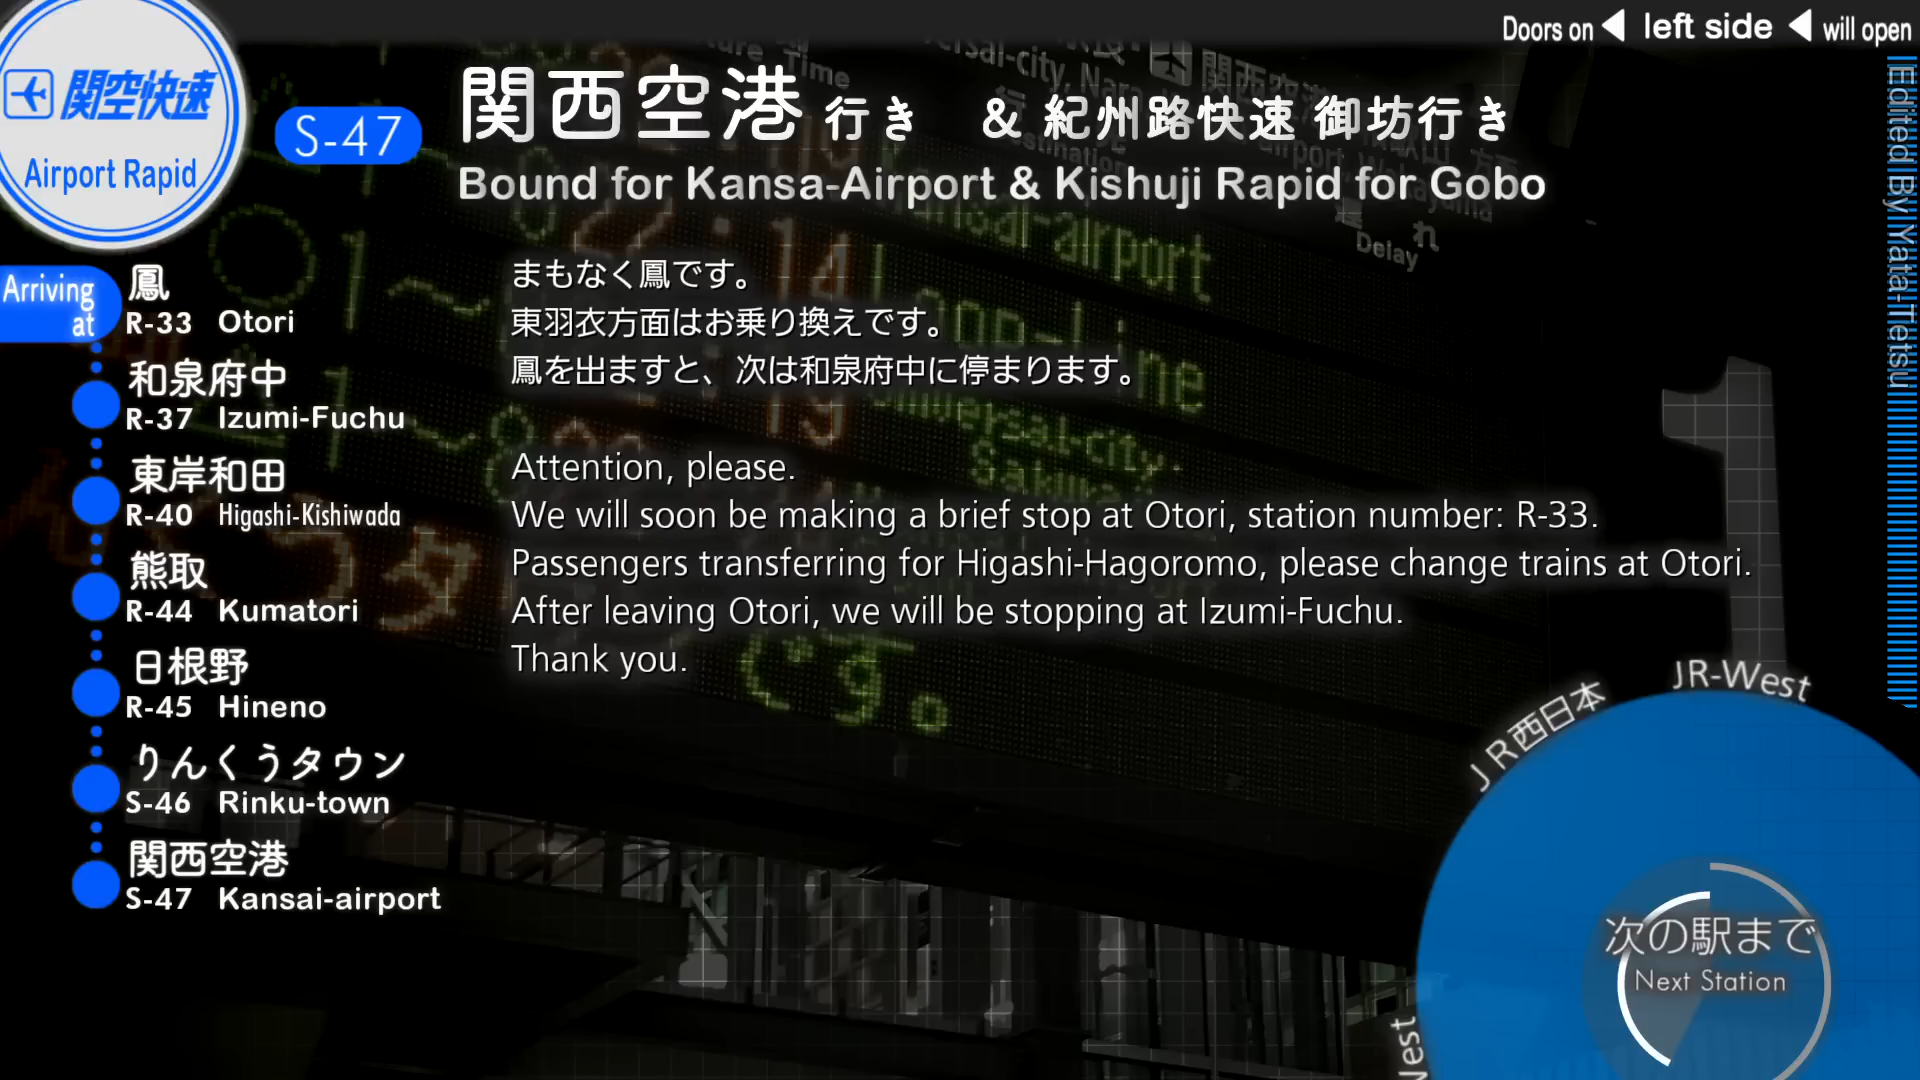 関空快速
Airport Rapid
S-47
関西空港 行き & 紀州路快速 御坊行き
Bound for Kansa-Airport & Kishuji Rapid for Gobo
Doors on ◀ left side ◀ will open
Edited By Yata-Tetsu
Arriving at
鳳
R-33 Otori
和泉府中
R-37 Izumi-Fuchu
東岸和田
R-40 Higashi-Kishiwada
熊取
R-44 Kumatori
日根野
R-45 Hineno
りんくうタウン
S-46 Rinku-town
関西空港
S-47 Kansai-airport
まもなく鳳です。
東羽衣方面はお乗り換えです。
鳳を出ますと、次は和泉府中に停まります。
Attention, please.
We will soon be making a brief stop at Otori, station number: R-33.
Passengers transferring for Higashi-Hagoromo, please change trains at Otori.
After leaving Otori, we will be stopping at Izumi-Fuchu.
Thank you.
Delay
1
JR西日本
JR-West
次の駅まで
Next Station